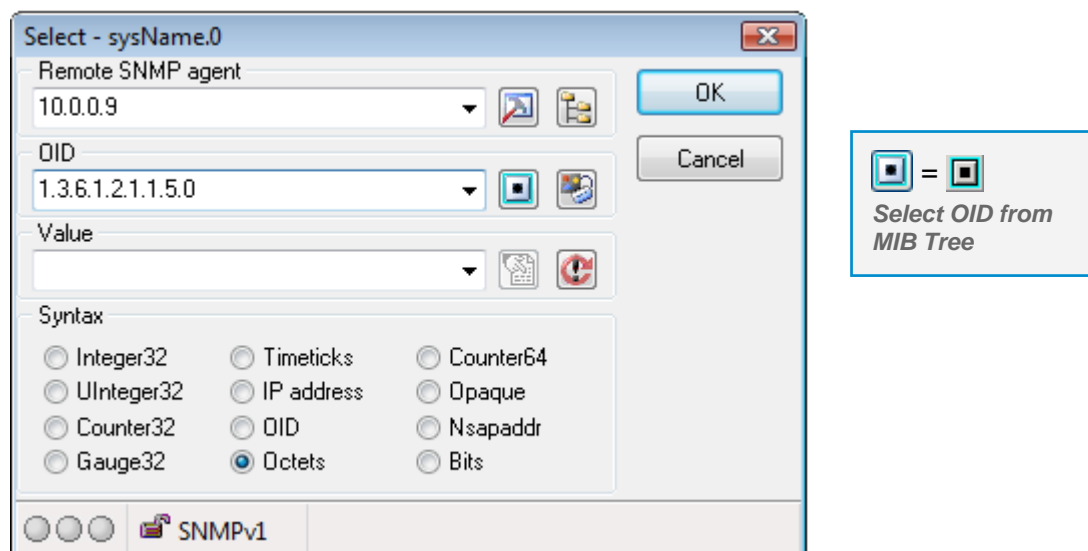 Select - sysName.0
Remote SNMP agent
10.0.0.9
OK
OID
Cancel
1.3.6.1.2.1.1.5.0
Value
Syntax
Integer32 Timeticks Counter64
UInteger32 IP address Opaque
Counter32 OID Nsapaddr
Gauge32 Octets Bits
SNMPv1
=
Select OID from
MIB Tree